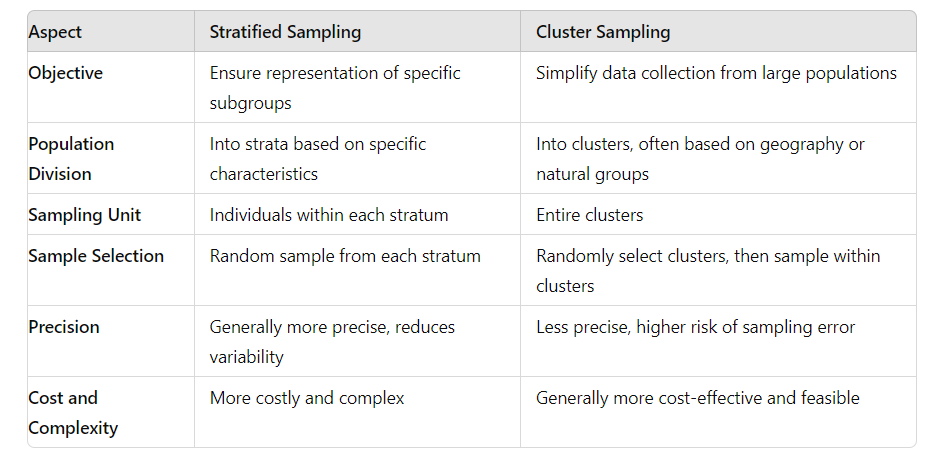 Aspect Stratified Sampling Cluster Sampling
Objective Ensure representation of specific Simplify data collection from large populations
subgroups
Population Into strata based on specific Into clusters, often based on geography or
Division characteristics natural groups
Sampling Unit Individuals within each stratum Entire clusters
Sample Selection Random sample from each stratum Randomly select clusters, then sample within
clusters
Precision Generally more precise, reduces Less precise, higher risk of sampling error
variability
Cost and More costly and complex Generally more cost-effective and feasible
Complexity